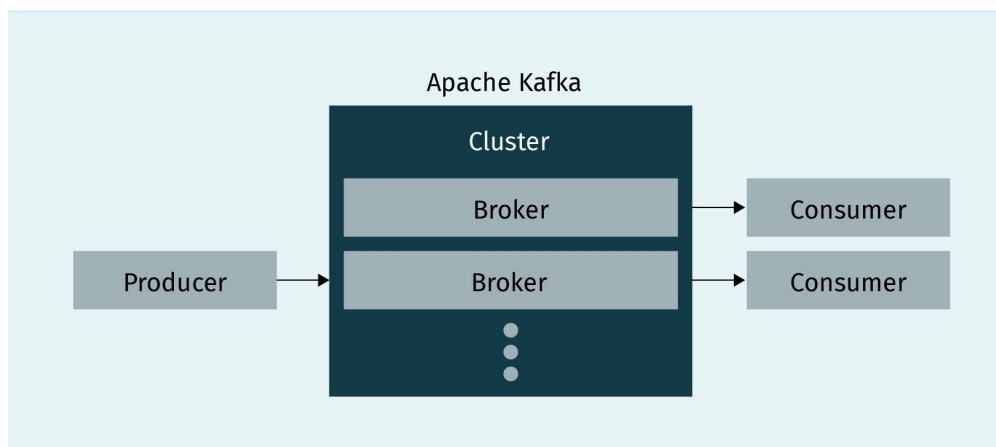 Apache Kafka
Cluster
Broker
Consumer
Producer
Broker
Consumer